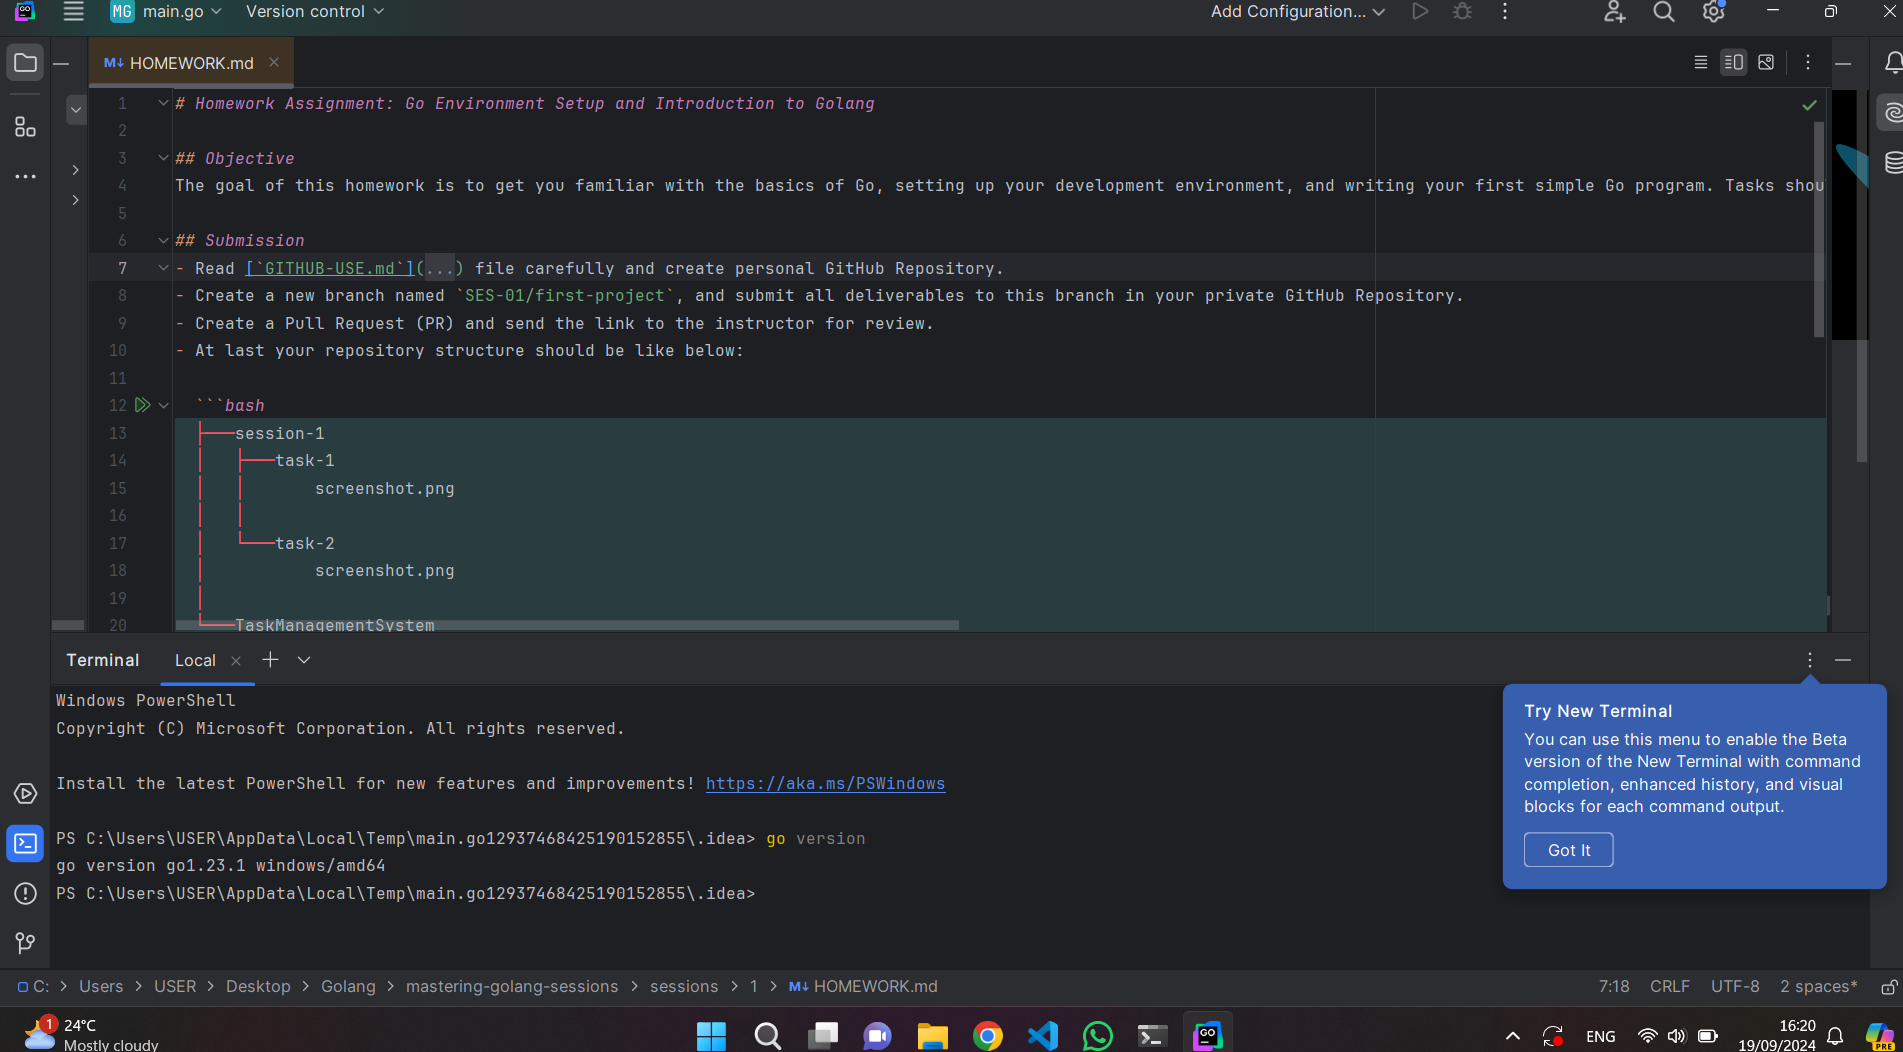 GO MG main.go Version control Add Configuration...
M↓ HOMEWORK.md
1 # Homework Assignment: Go Environment Setup and Introduction to Golang
2
3 ## Objective
4 The goal of this homework is to get you familiar with the basics of Go, setting up your development environment, and writing your first simple Go program. Tasks shou
5
6 ## Submission
7 - Read [`GITHUB-USE.md`](...) file carefully and create personal GitHub Repository.
8 - Create a new branch named `SES-01/first-project`, and submit all deliverables to this branch in your private GitHub Repository.
9 - Create a Pull Request (PR) and send the link to the instructor for review.
10 - At last your repository structure should be like below:
11
12 ```bash
13 ├───session-1
14 │   ├───task-1
15 │   │       screenshot.png
16 │   │
17 │   └───task-2
18 │           screenshot.png
19 │
20 └───TaskManagementSystem
Terminal Local
Windows PowerShell
Copyright (C) Microsoft Corporation. All rights reserved.
Install the latest PowerShell for new features and improvements! https://aka.ms/PSWindows
PS C:\Users\USER\AppData\Local\Temp\main.go12937468425190152855\.idea> go version
go version go1.23.1 windows/amd64
PS C:\Users\USER\AppData\Local\Temp\main.go12937468425190152855\.idea>
Try New Terminal
You can use this menu to enable the Beta
version of the New Terminal with command
completion, enhanced history, and visual
blocks for each command output.
Got It
C: > Users > USER > Desktop > Golang > mastering-golang-sessions > sessions > 1 > M↓ HOMEWORK.md
7:18 CRLF UTF-8 2 spaces*
1 24°C
Mostly cloudy
GO
ENG
16:20
19/09/2024
PRE